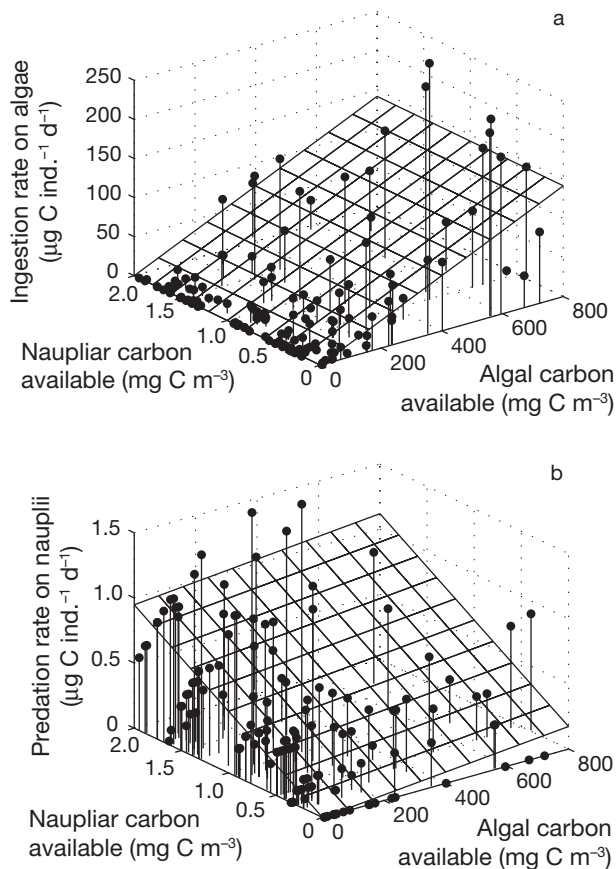 a
250
200
150
100
50
0
Ingestion rate on algae
(µg C ind.⁻¹ d⁻¹)
2.0
1.5
1.0
0.5
0
Naupliar carbon
available (mg C m⁻³)
0
200
400
600
800
Algal carbon
available (mg C m⁻³)
b
1.5
1.0
0.5
0
Predation rate on nauplii
(µg C ind.⁻¹ d⁻¹)
2.0
1.5
1.0
0.5
0
Naupliar carbon
available (mg C m⁻³)
0
200
400
600
800
Algal carbon
available (mg C m⁻³)